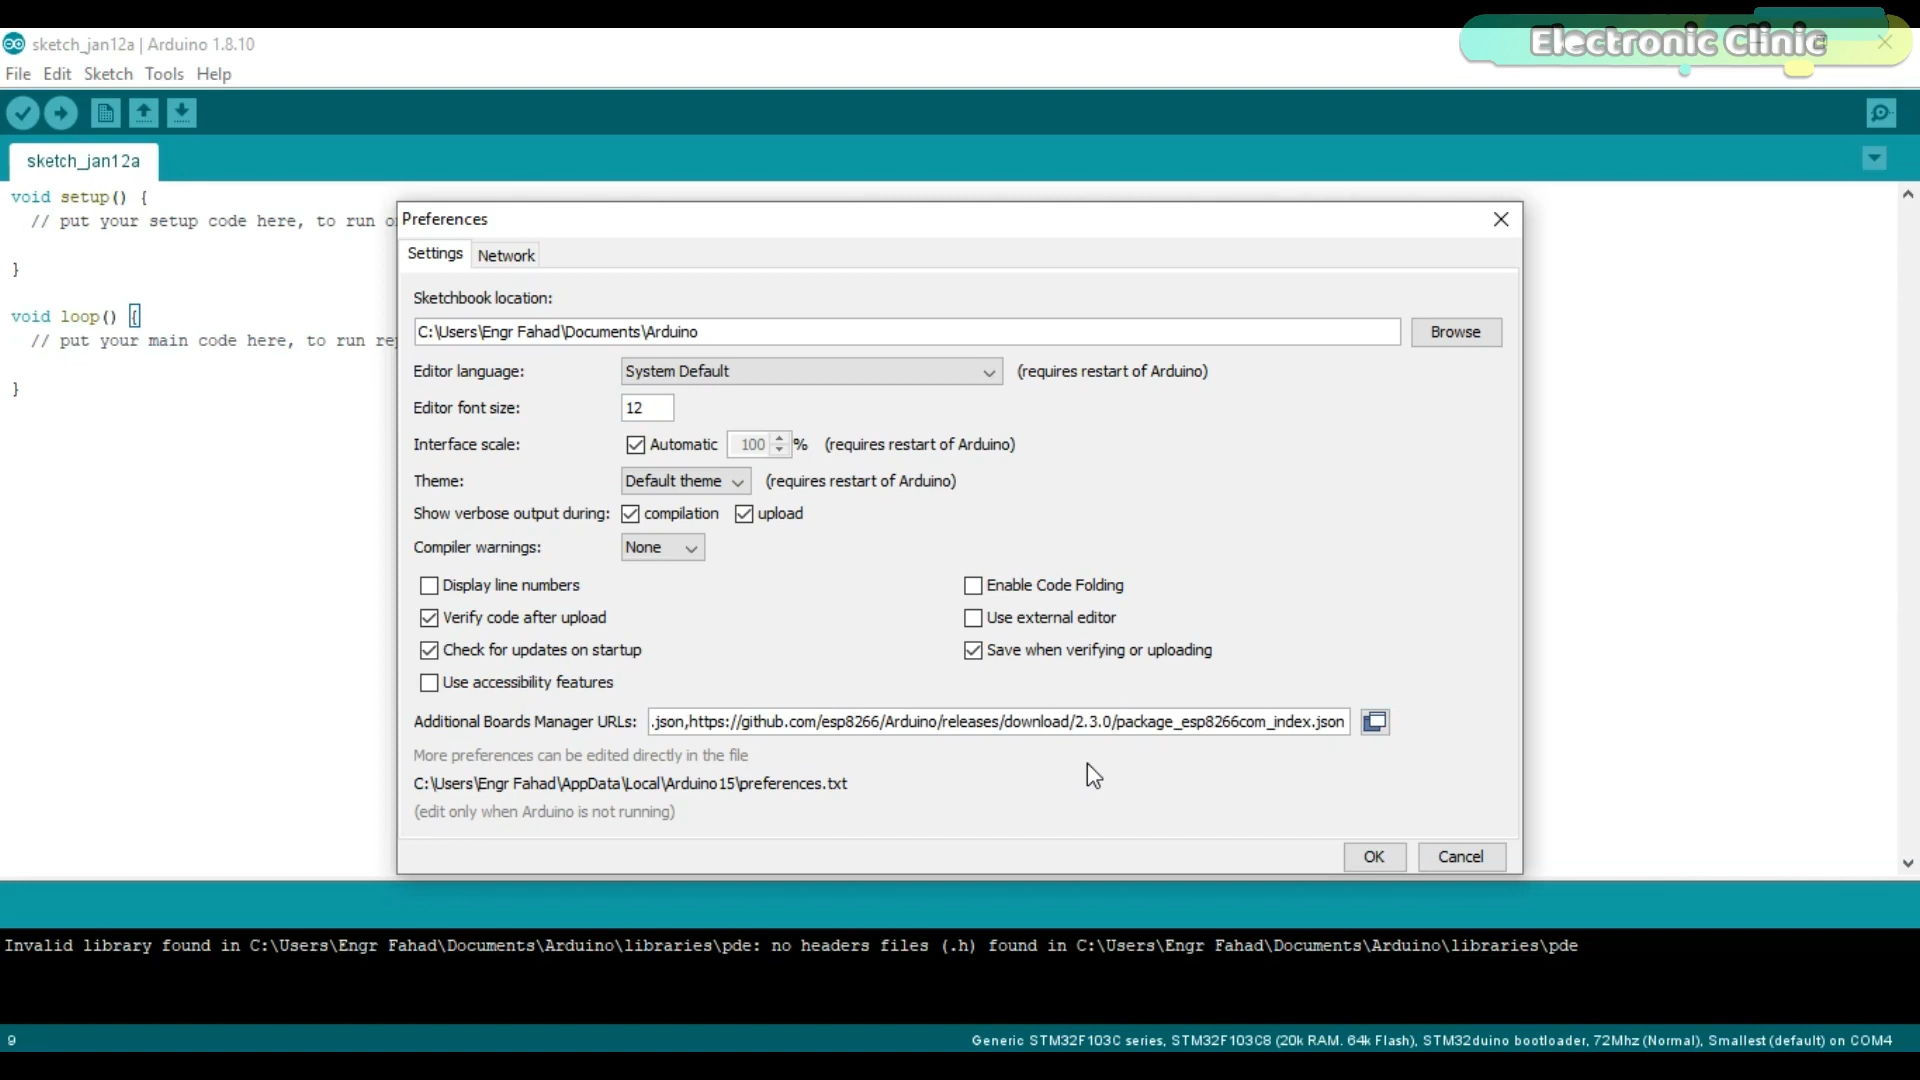 Electronic Clinic
sketch_jan12a | Arduino 1.8.10
File Edit Sketch Tools Help
sketch_jan12a
void setup() {
// put your setup code here, to run o
}
void loop() {
// put your main code here, to run rep
}
Preferences
Settings Network
Sketchbook location:
C:\Users\Engr Fahad\Documents\Arduino Browse
Editor language: System Default (requires restart of Arduino)
Editor font size: 12
Interface scale: Automatic 100 % (requires restart of Arduino)
Theme: Default theme (requires restart of Arduino)
Show verbose output during: compilation upload
Compiler warnings: None
Display line numbers Enable Code Folding
Verify code after upload Use external editor
Check for updates on startup Save when verifying or uploading
Use accessibility features
Additional Boards Manager URLs: .json,https://github.com/esp8266/Arduino/releases/download/2.3.0/package_esp8266com_index.json
More preferences can be edited directly in the file
C:\Users\Engr Fahad\AppData\Local\Arduino15\preferences.txt
(edit only when Arduino is not running)
OK Cancel
Invalid library found in C:\Users\Engr Fahad\Documents\Arduino\libraries\pde: no headers files (.h) found in C:\Users\Engr Fahad\Documents\Arduino\libraries\pde
9 Generic STM32F103C series, STM32F103C8 (20k RAM. 64k Flash), STM32duino bootloader, 72Mhz (Normal), Smallest (default) on COM4